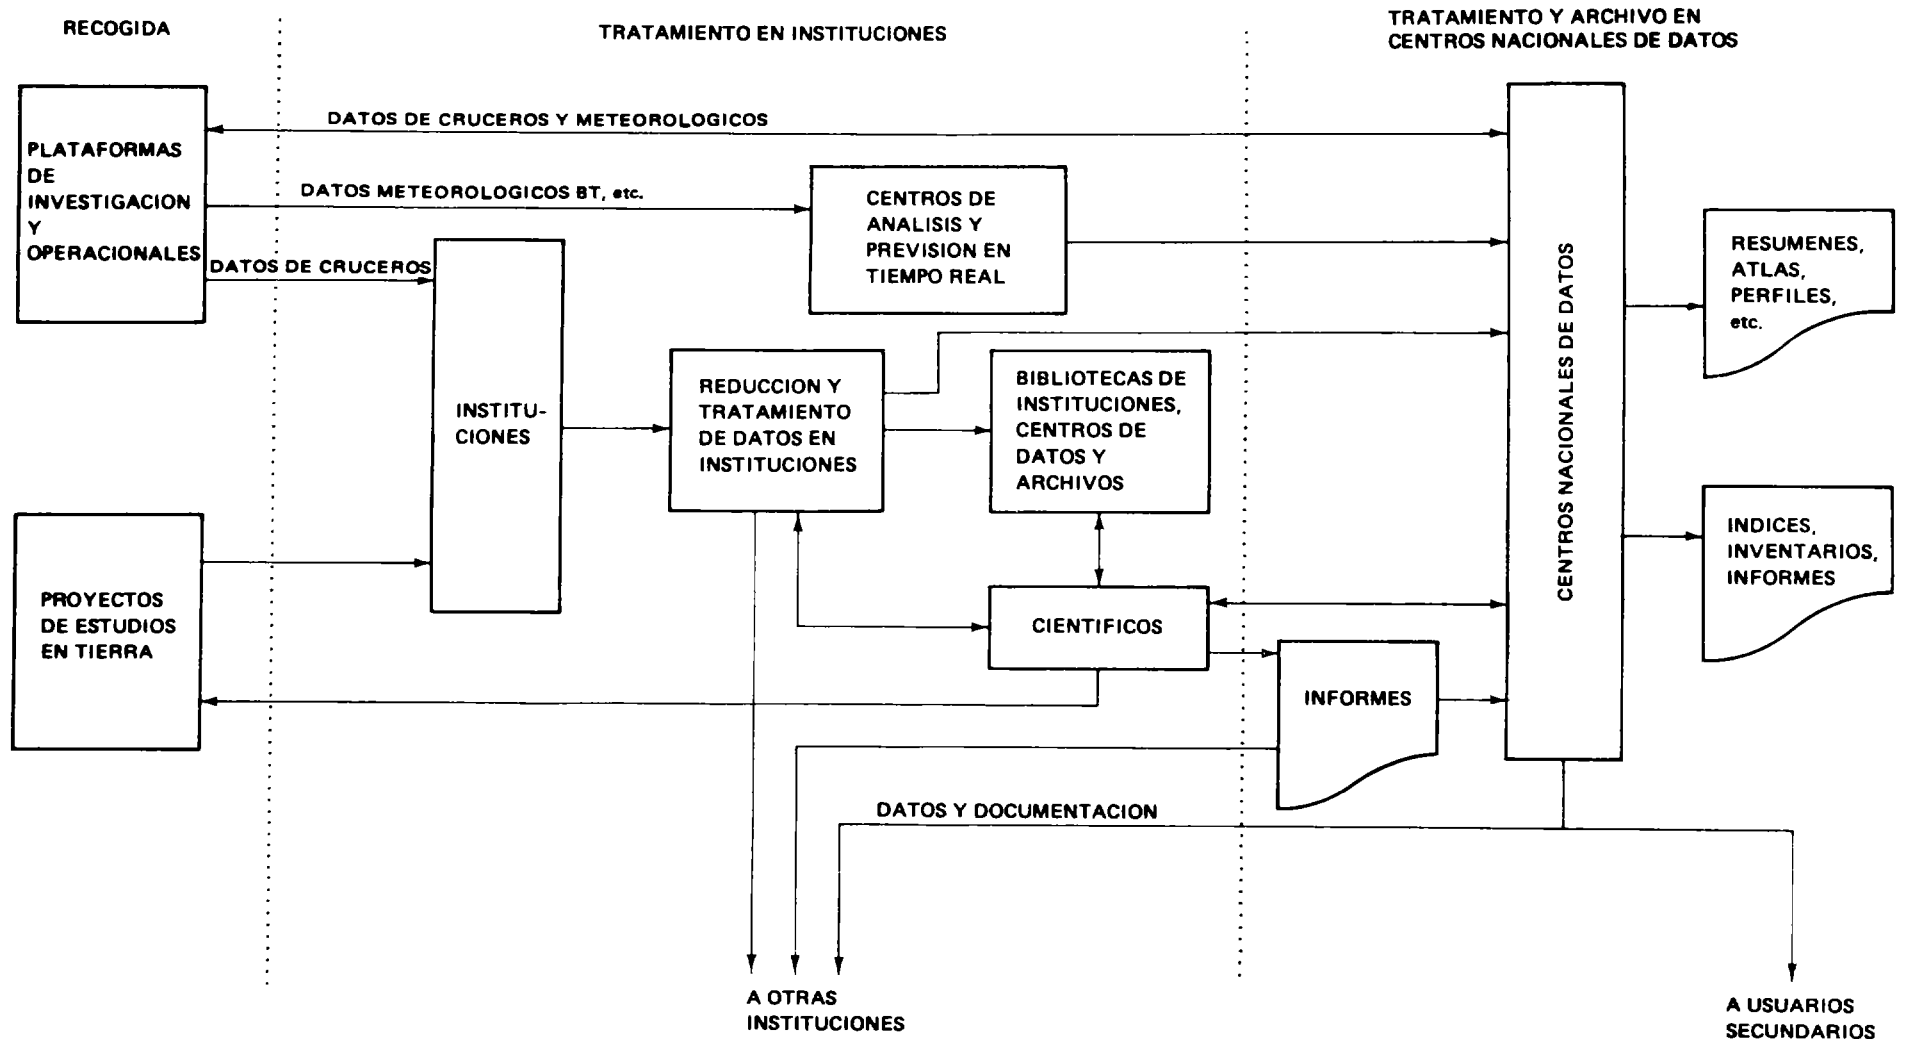 RECOGIDA
TRATAMIENTO EN INSTITUCIONES
TRATAMIENTO Y ARCHIVO EN
CENTROS NACIONALES DE DATOS
DATOS DE CRUCEROS Y METEOROLOGICOS
PLATAFORMAS
DE
INVESTIGACION
Y
OPERACIONALES
DATOS METEOROLOGICOS BT, etc.
DATOS DE CRUCEROS
CENTROS DE
ANALISIS Y
PREVISION EN
TIEMPO REAL
INSTITU-
CIONES
REDUCCION Y
TRATAMIENTO
DE DATOS EN
INSTITUCIONES
BIBLIOTECAS DE
INSTITUCIONES,
CENTROS DE
DATOS Y
ARCHIVOS
CENTROS NACIONALES DE DATOS
RESUMENES,
ATLAS,
PERFILES,
etc.
INDICES,
INVENTARIOS,
INFORMES
PROYECTOS
DE ESTUDIOS
EN TIERRA
CIENTIFICOS
INFORMES
DATOS Y DOCUMENTACION
A OTRAS
INSTITUCIONES
A USUARIOS
SECUNDARIOS